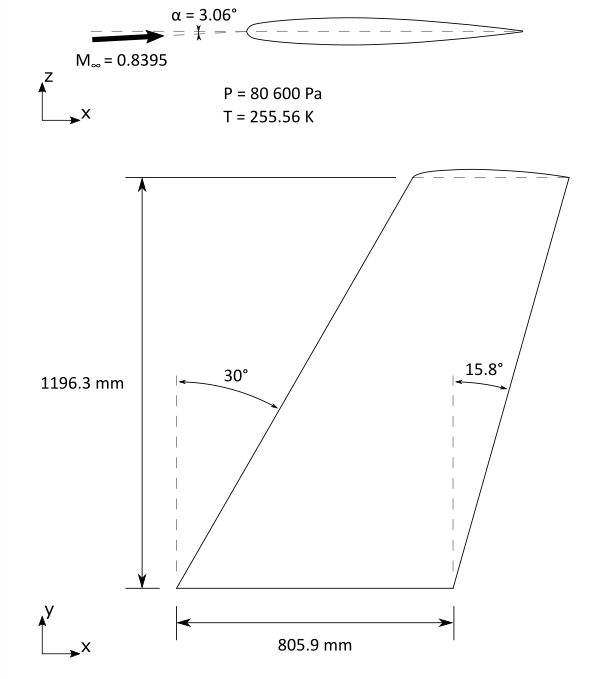 α = 3.06°
M∞ = 0.8395
z
x
P = 80 600 Pa
T = 255.56 K
30°
15.8°
1196.3 mm
y
x
805.9 mm